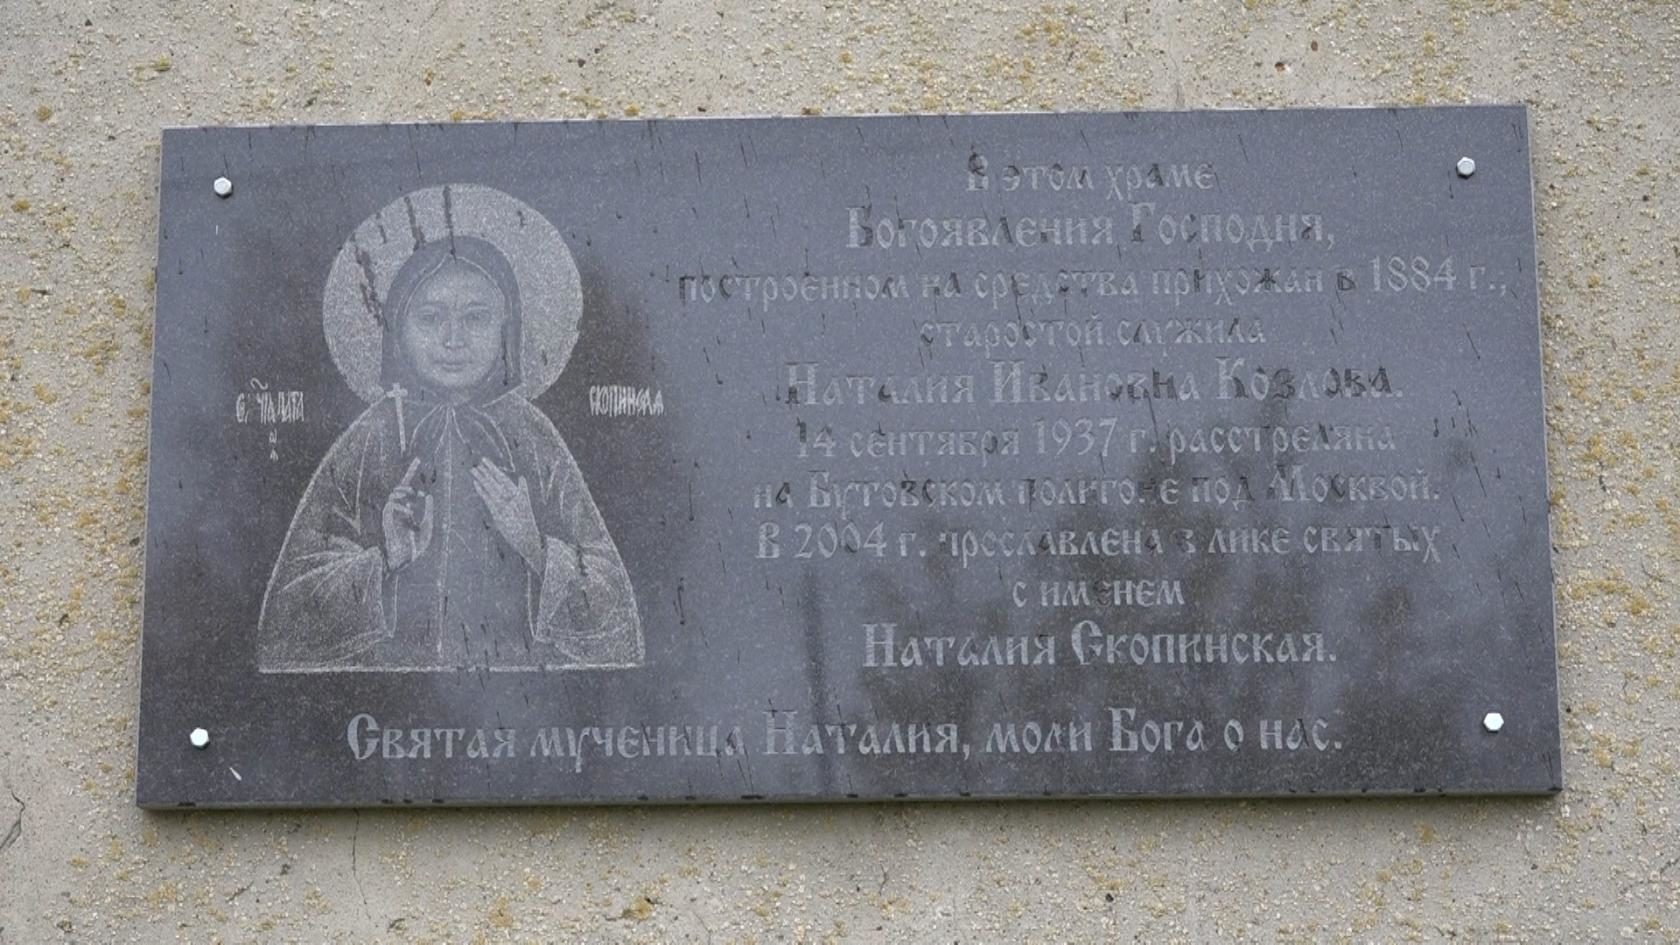 В этом храме
Богоявления Господня,
построенном на средства прихожан в 1884 г.,
старостой служила
Наталия Ивановна Козлова.
14 сентября 1937 г. расстреляна
на Бутовском полигоне под Москвой.
В 2004 г. прославлена в лике святых
с именем
Наталия Скопинская.
Скопинская
Святая мученица Наталия, моли Бога о нас.